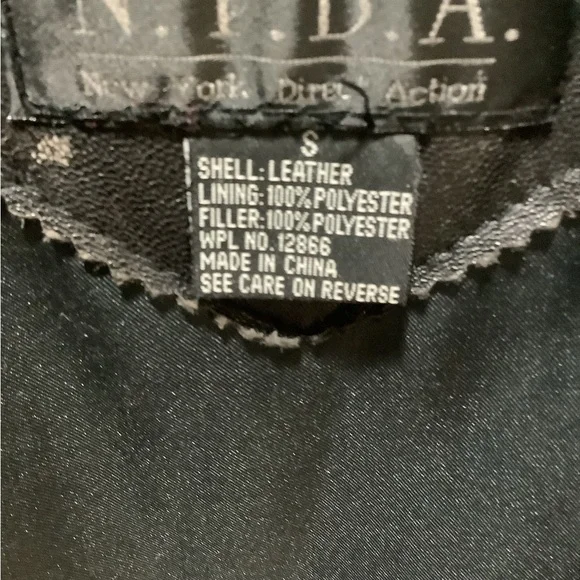 N.Y.D.A.
New York Direct Action
S
SHELL: LEATHER
LINING: 100% POLYESTER
FILLER: 100% POLYESTER
WPL NO. 12866
MADE IN CHINA
SEE CARE ON REVERSE